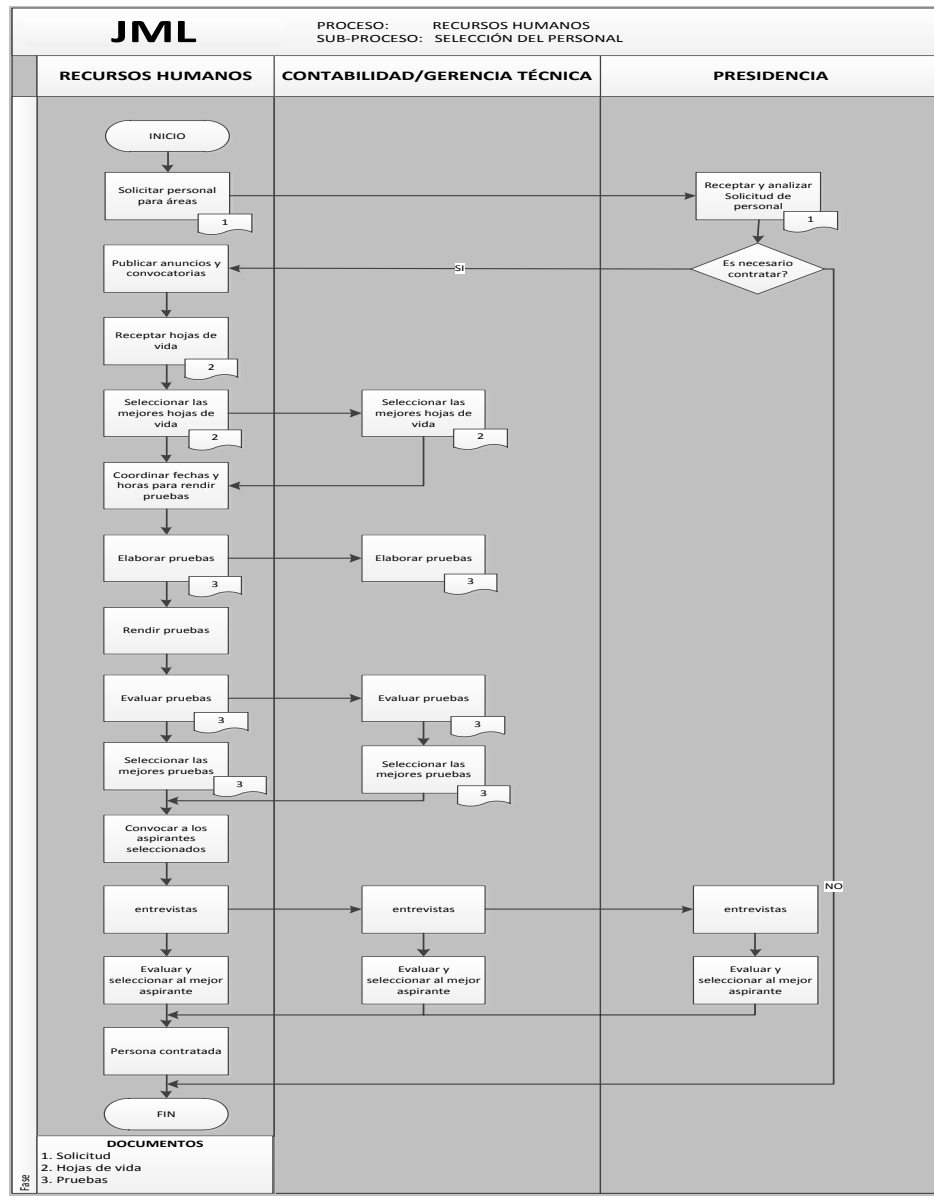 JML
PROCESO: RECURSOS HUMANOS
SUB-PROCESO: SELECCIÓN DEL PERSONAL
RECURSOS HUMANOS
CONTABILIDAD/GERENCIA TÉCNICA
PRESIDENCIA
INICIO
Solicitar personal
para áreas
1
Receptar y analizar
Solicitud de
personal
1
Publicar anuncios y
convocatorias
SI
Es necesario
contratar?
Receptar hojas de
vida
2
Seleccionar las
mejores hojas de
vida
2
Seleccionar las
mejores hojas de
vida
2
Coordinar fechas y
horas para rendir
pruebas
Elaborar pruebas
3
Elaborar pruebas
3
Rendir pruebas
Evaluar pruebas
3
Evaluar pruebas
3
Seleccionar las
mejores pruebas
3
Seleccionar las
mejores pruebas
3
Convocar a los
aspirantes
seleccionados
NO
entrevistas
entrevistas
entrevistas
Evaluar y
seleccionar al mejor
aspirante
Evaluar y
seleccionar al mejor
aspirante
Evaluar y
seleccionar al mejor
aspirante
Persona contratada
FIN
DOCUMENTOS
1. Solicitud
2. Hojas de vida
3. Pruebas
Fase